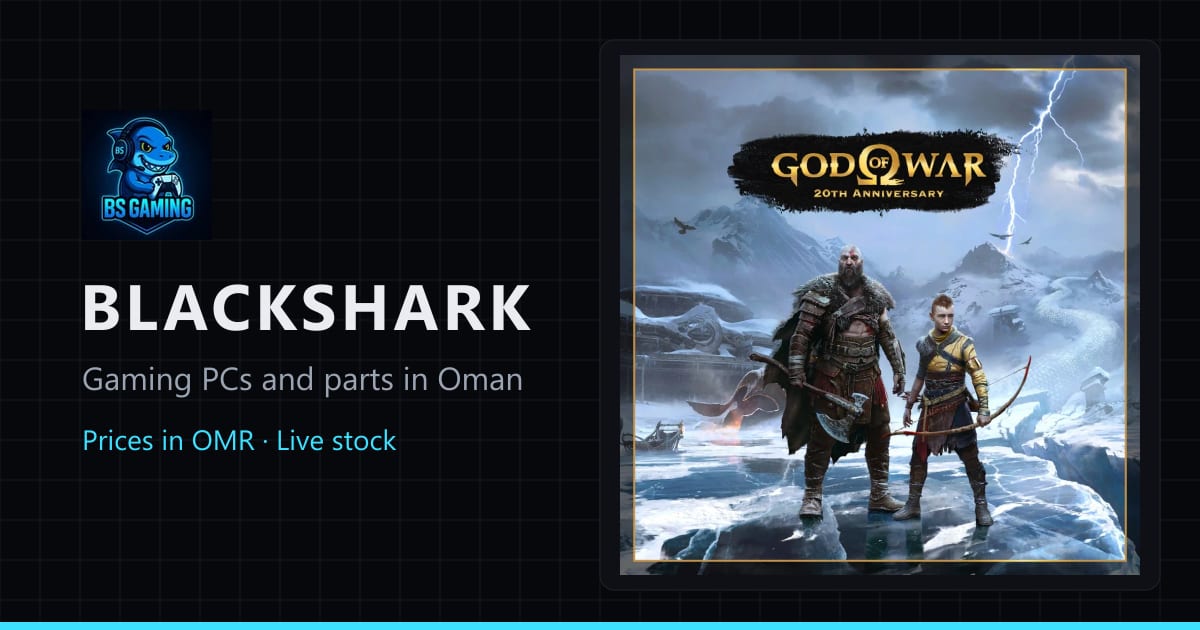 BS
BS GAMING
BLACKSHARK
Gaming PCs and parts in Oman
Prices in OMR · Live stock
GOD OF WAR
20TH ANNIVERSARY